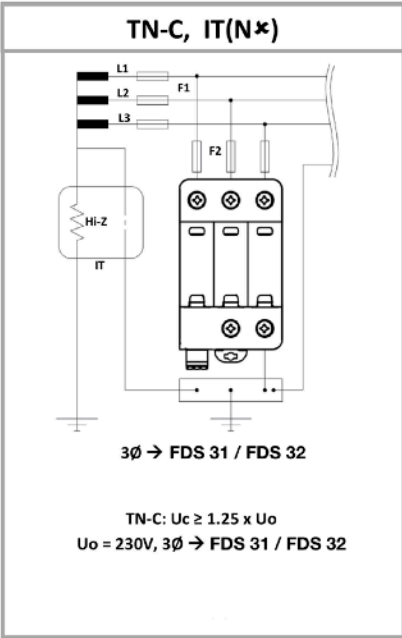 TN-C, IT(N✘)
L1
F1
L2
L3
F2
Hi-Z
IT
3Ø → FDS 31 / FDS 32
TN-C: Uc ≥ 1.25 x Uo
Uo = 230V, 3Ø → FDS 31 / FDS 32